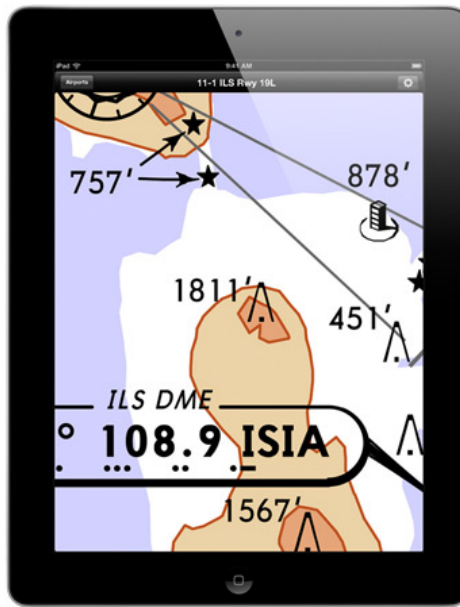 iPad 9:41 AM
Airports 11-1 ILS Rwy 19L
757'
878'
1811'
451'
ILS DME
° 108.9 ISIA
1567'